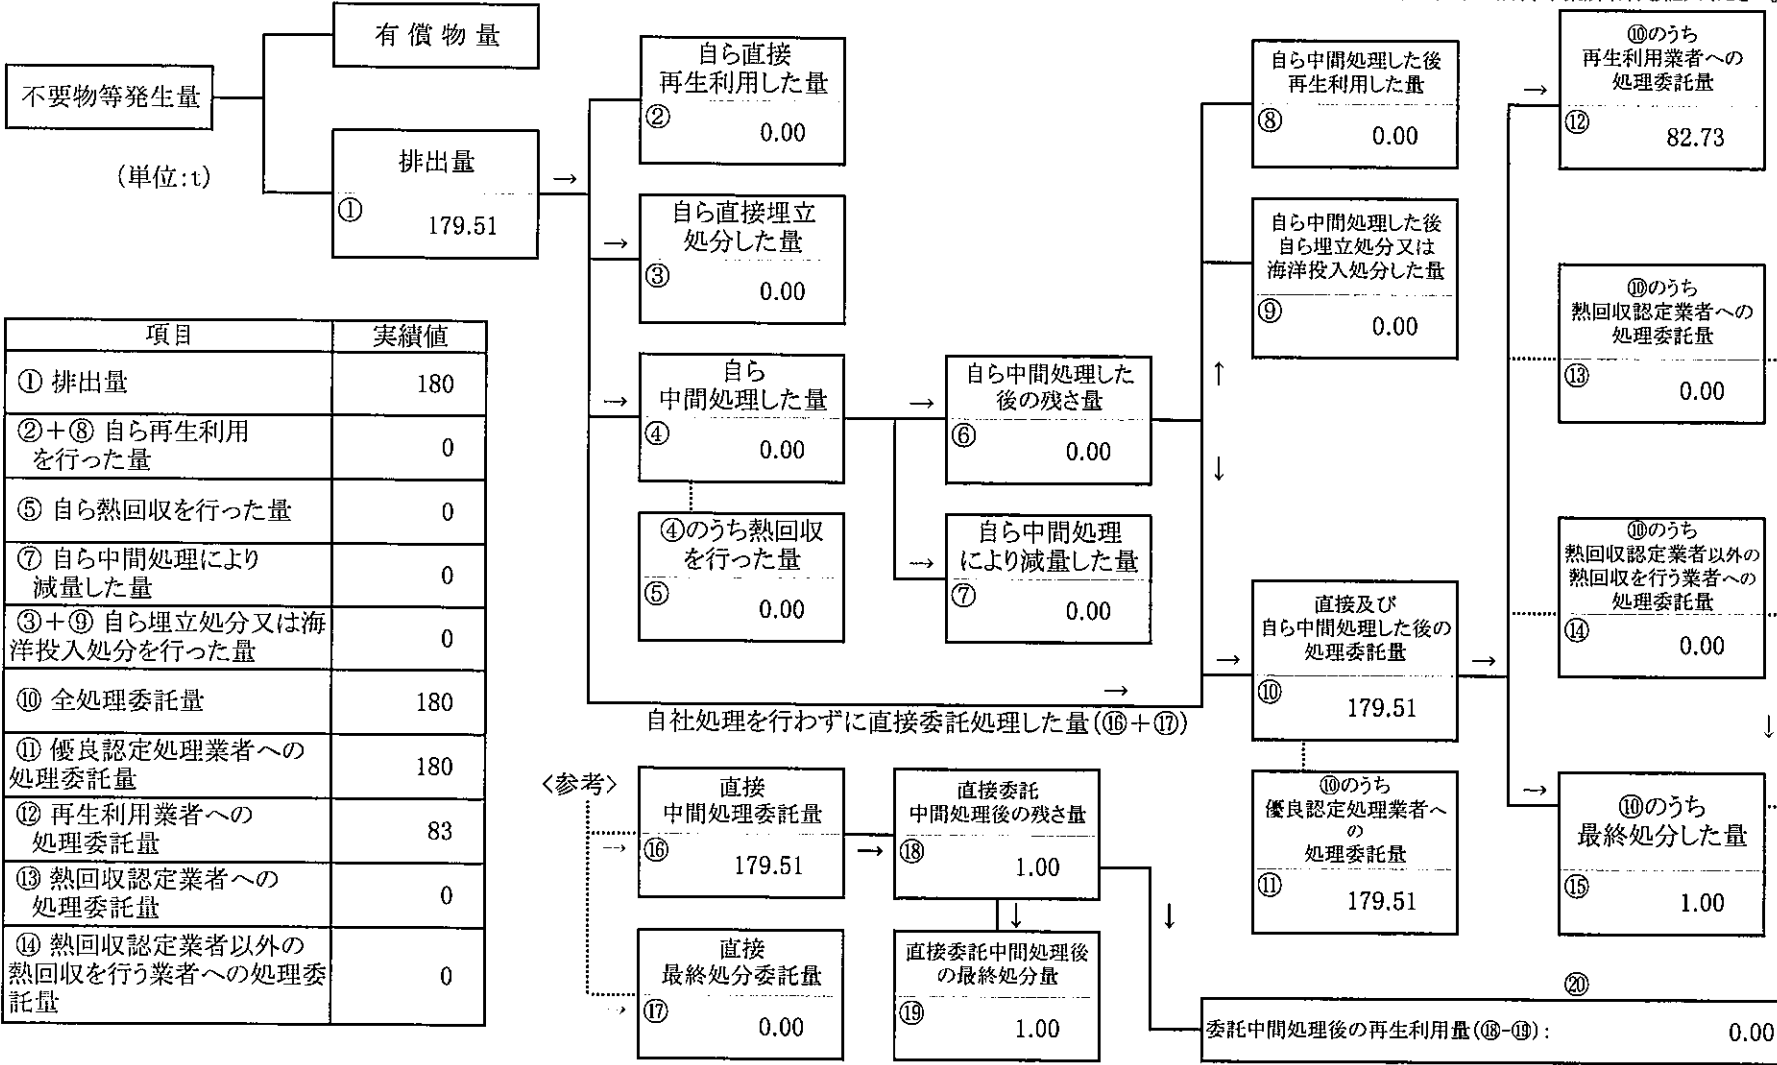 有償物量
不要物等発生量
(単位:t)
排出量
①
179.51
→
自ら直接
再生利用した量
②
0.00
→
自ら直接埋立
処分した量
③
0.00
→
自ら
中間処理した量
④
0.00
④のうち熱回収
を行った量
⑤
0.00
→
自ら中間処理した
後の残さ量
⑥
0.00
→
自ら中間処理
により減量した量
⑦
0.00
↑
↓
自ら中間処理した後
再生利用した量
⑧
0.00
自ら中間処理した後
自ら埋立処分又は
海洋投入処分した量
⑨
0.00
→
自社処理を行わずに直接委託処理した量(⑯+⑰)
→
直接及び
自ら中間処理した後の
処理委託量
⑩
179.51
⑩のうち
優良認定処理業者へ
の
処理委託量
⑪
179.51
→
→
⑩のうち
再生利用業者への
処理委託量
⑫
82.73
⑩のうち
熱回収認定業者への
処理委託量
⑬
0.00
⑩のうち
熱回収認定業者以外の
熱回収を行う業者への
処理委託量
⑭
0.00
↓
→
⑩のうち
最終処分した量
⑮
1.00
項目 実績値
① 排出量 180
②+⑧ 自ら再生利用
を行った量 0
⑤ 自ら熱回収を行った量 0
⑦ 自ら中間処理により
減量した量 0
③+⑨ 自ら埋立処分又は海
洋投入処分を行った量 0
⑩ 全処理委託量 180
⑪ 優良認定処理業者への
処理委託量 180
⑫ 再生利用業者への
処理委託量 83
⑬ 熱回収認定業者への
処理委託量 0
⑭ 熱回収認定業者以外の
熱回収を行う業者への処理委
託量 0
〈参考〉
→
直接
中間処理委託量
⑯
179.51
→
直接
最終処分委託量
⑰
0.00
→
直接委託
中間処理後の残さ量
⑱
1.00
↓
直接委託中間処理後
の最終処分量
⑲
1.00
↓
⑳
委託中間処理後の再生利用量(⑱-⑲): 0.00